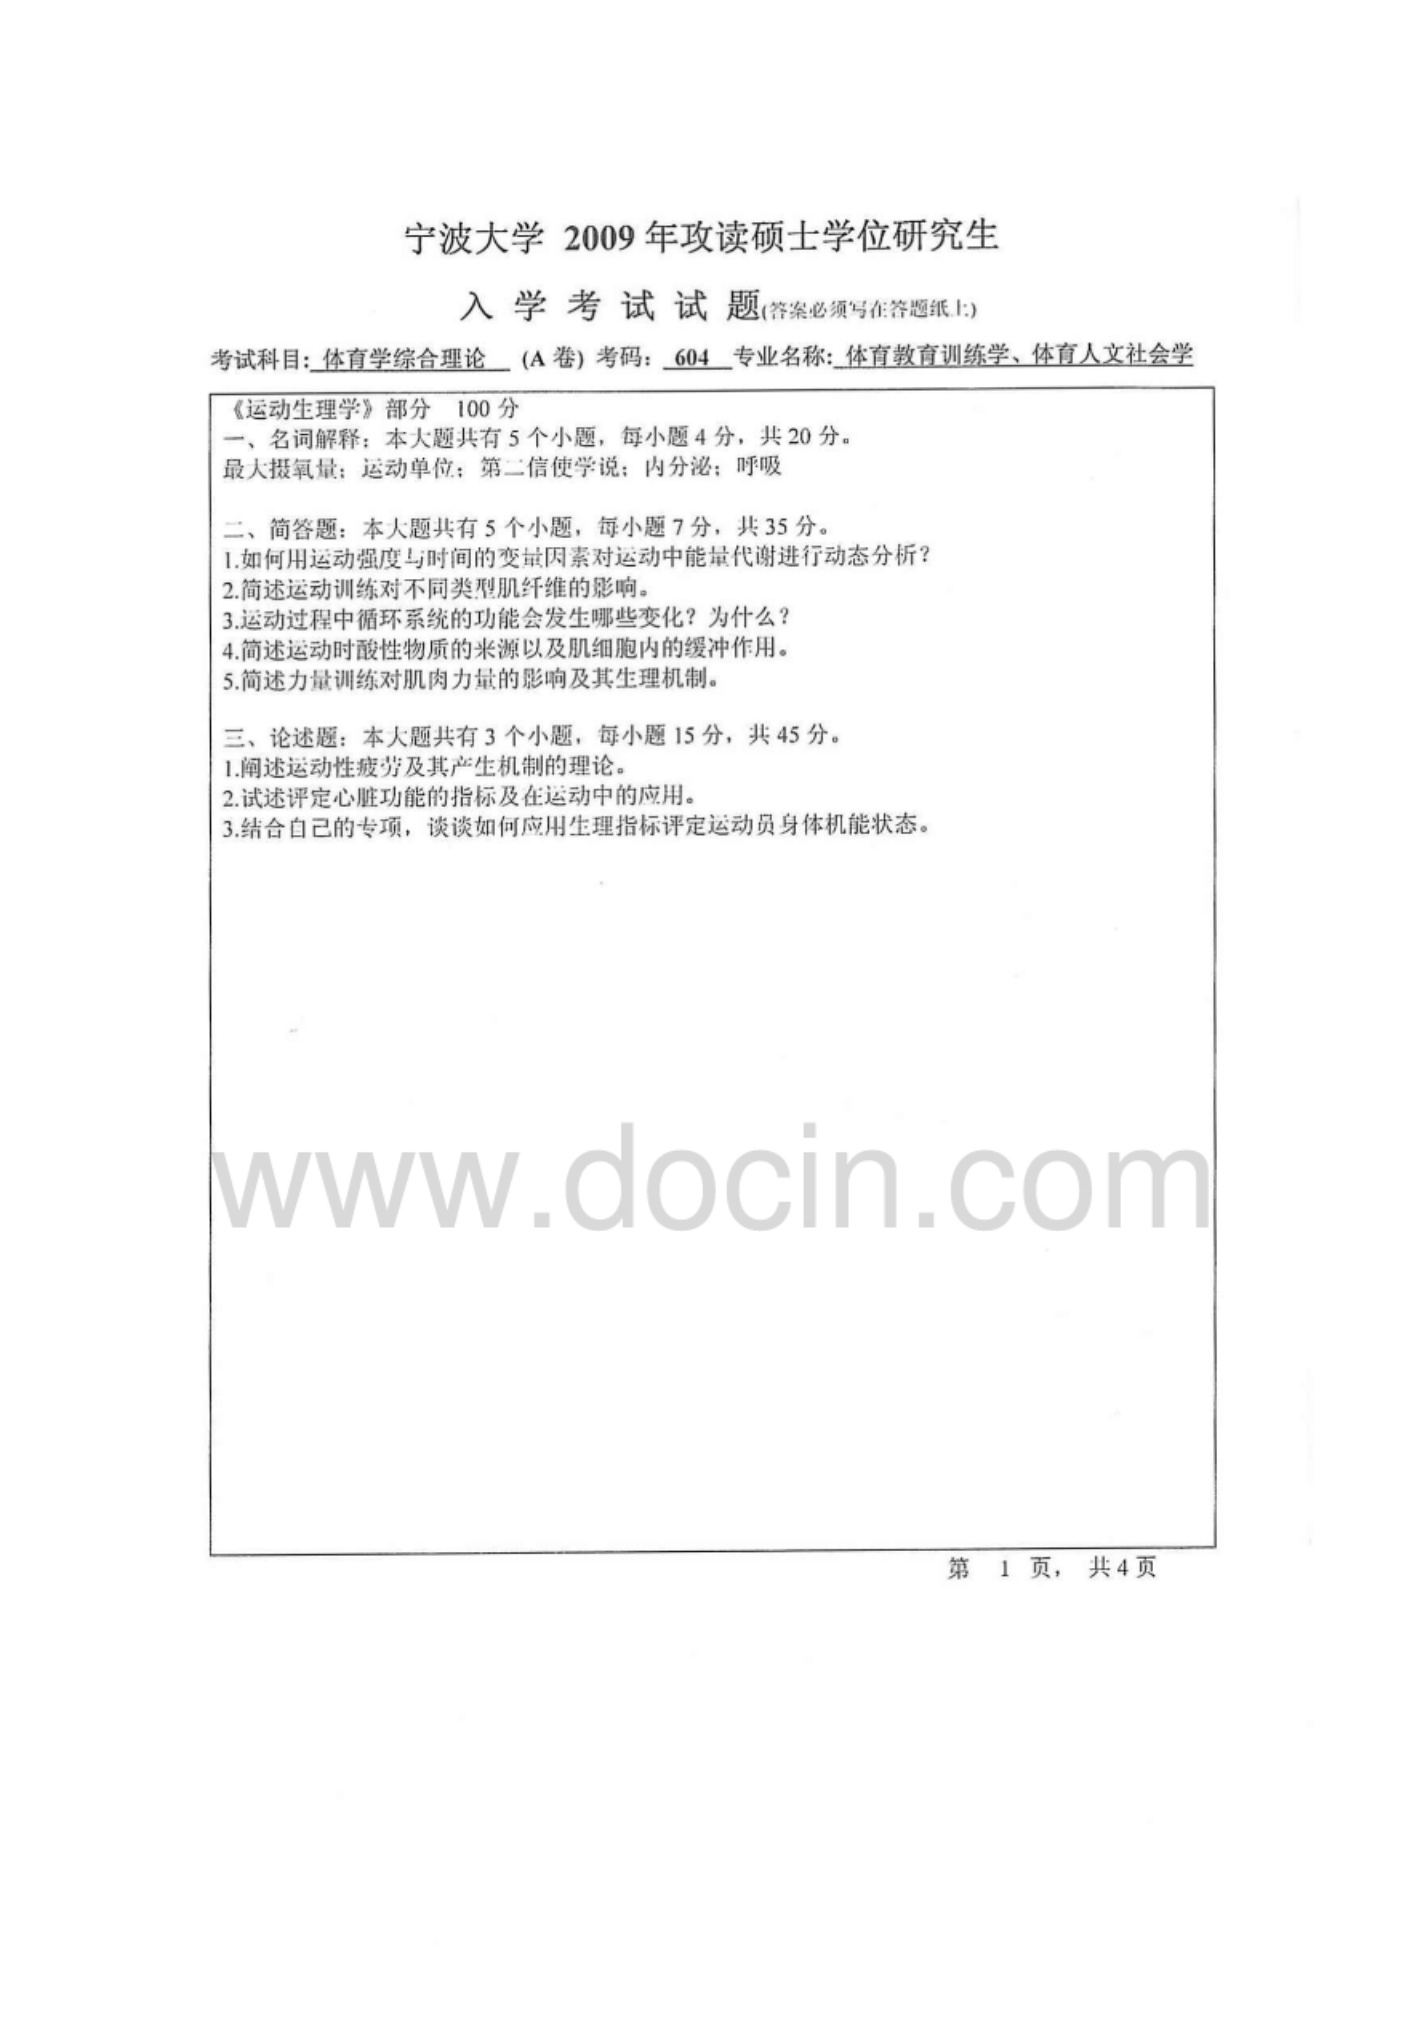 宁波大学 2009 年攻读硕士学位研究生
入 学 考 试 试 题(答案必须写在答题纸上)
考试科目: 体育学综合理论 (A 卷) 考码: 604 专业名称: 体育教育训练学、体育人文社会学
《运动生理学》部分 100 分
一、名词解释：本大题共有 5 个小题，每小题 4 分，共 20 分。
最大摄氧量；运动单位；第二信使学说；内分泌；呼吸
二、简答题：本大题共有 5 个小题，每小题 7 分，共 35 分。
1.如何用运动强度与时间的变量因素对运动中能量代谢进行动态分析？
2.简述运动训练对不同类型肌纤维的影响。
3.运动过程中循环系统的功能会发生哪些变化？为什么？
4.简述运动时酸性物质的来源以及肌细胞内的缓冲作用。
5.简述力量训练对肌肉力量的影响及其生理机制。
三、论述题：本大题共有 3 个小题，每小题 15 分，共 45 分。
1.阐述运动性疲劳及其产生机制的理论。
2.试述评定心脏功能的指标及在运动中的应用。
3.结合自己的专项，谈谈如何应用生理指标评定运动员身体机能状态。
www.docin.com
第 1 页， 共 4 页